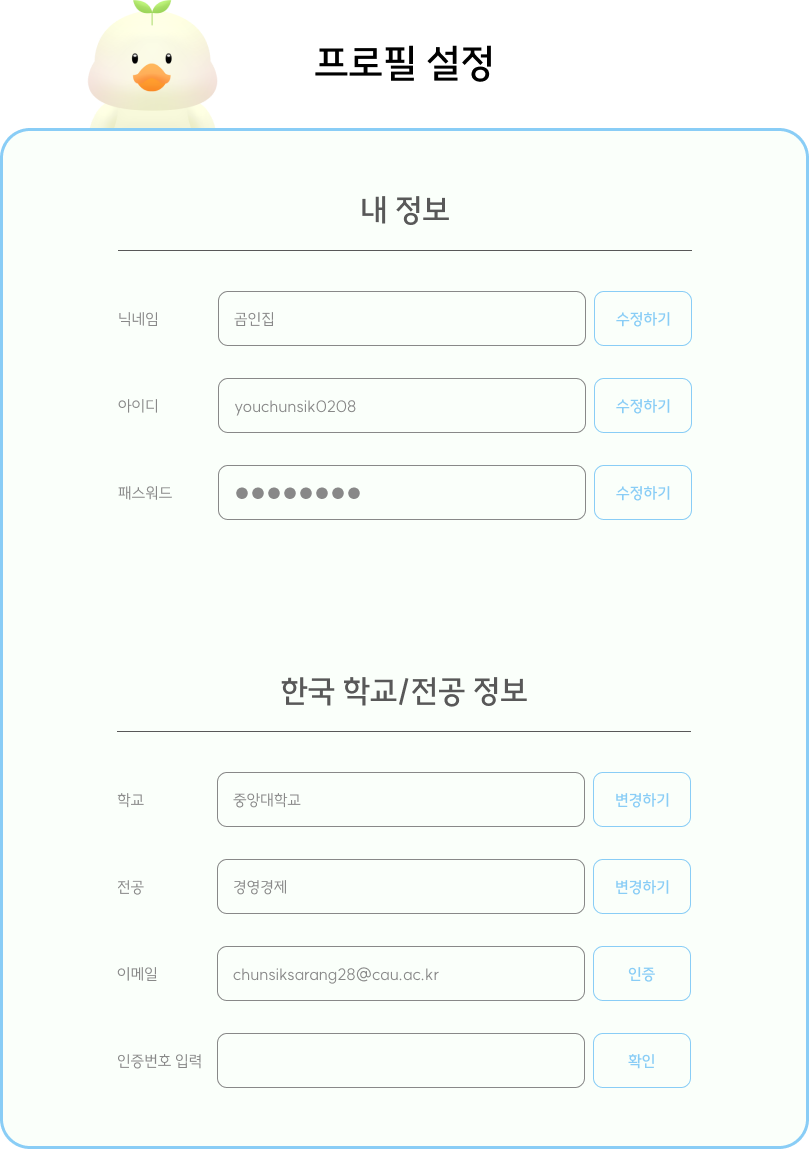 프로필 설정
내 정보
닉네임 곰인집 수정하기
아이디 youchunsik0208 수정하기
패스워드 ●●●●●●●● 수정하기
한국 학교/전공 정보
학교 중앙대학교 변경하기
전공 경영경제 변경하기
이메일 chunsiksarang28@cau.ac.kr 인증
인증번호 입력 확인